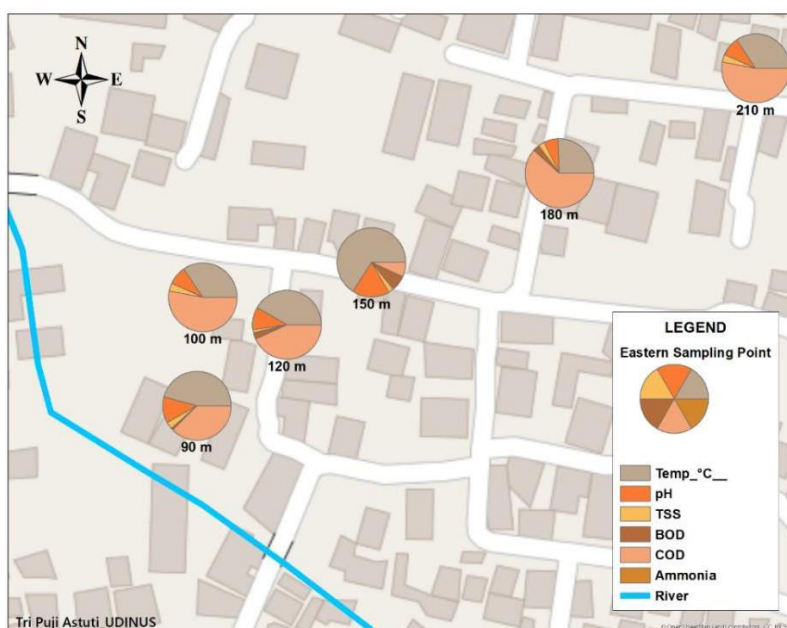 N
W E
S
210 m
180 m
150 m
100 m
120 m
90 m
LEGEND
Eastern Sampling Point
Temp_°C__
pH
TSS
BOD
COD
Ammonia
River
Tri Puji Astuti_UDINUS